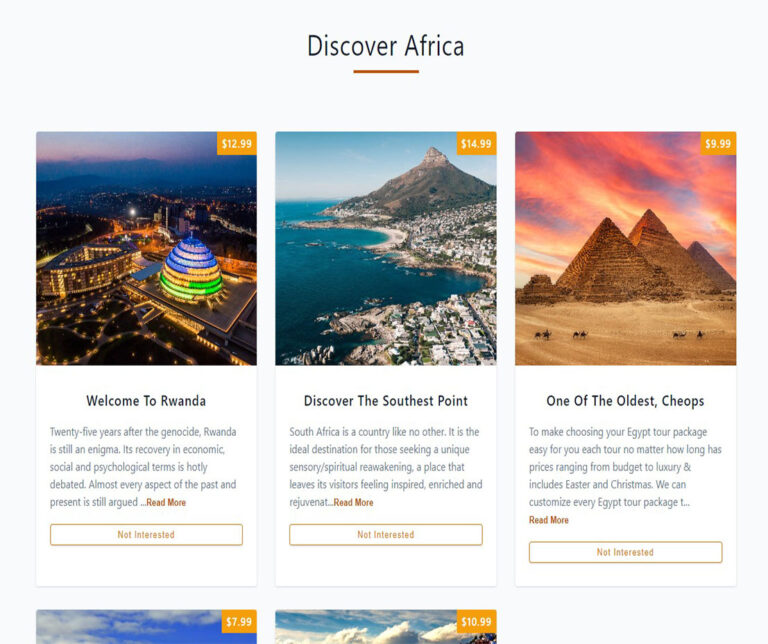 Discover Africa
$12.99
$14.99
$9.99
Welcome To Rwanda
Twenty-five years after the genocide, Rwanda
is still an enigma. Its recovery in economic,
social and psychological terms is hotly
debated. Almost every aspect of the past and
present is still argued ...Read More
Not Interested
Discover The Southest Point
South Africa is a country like no other. It is the
ideal destination for those seeking a unique
sensory/spiritual reawakening, a place that
leaves its visitors feeling inspired, enriched and
rejuvenat...Read More
Not Interested
One Of The Oldest, Cheops
To make choosing your Egypt tour package
easy for you each tour no matter how long has
prices ranging from budget to luxury &
includes Easter and Christmas. We can
customize every Egypt tour package t...
Read More
Not Interested
$7.99
$10.99